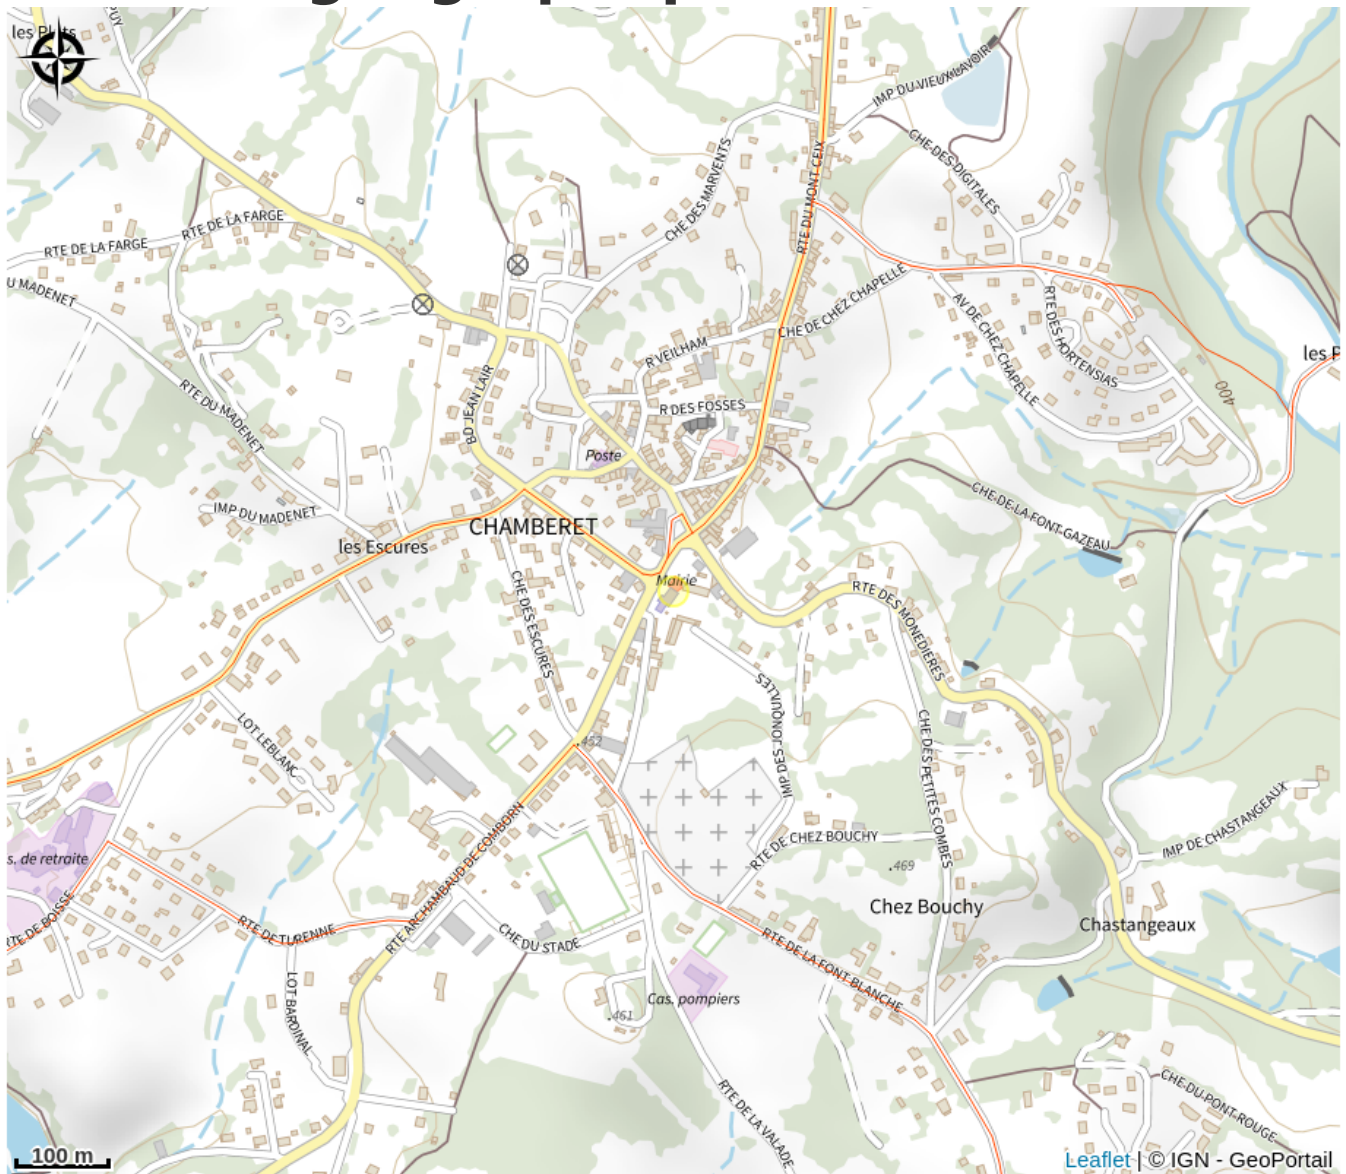 les Plats
IMP DU VIEUX LAVOIR
CHE DES DIGITALES
CHE DES MARVENTS
RTE DU MONT CEIX
RTE DE LA FARGE
RTE DE LA FARGE
U MADENET
CHE DE CHEZ CHAPELLE
AV DE CHEZ CHAPELLE
RTE DES HORTENSIAS
les
400
R VEILHAM
BD JEAN LAIR
RTE DU MADENET
R DES FOSSES
Poste
CHE DE LA FONT GAZEAU
IMP DU MADENET
CHAMBERET
les Escures
Mairie
CHE DES ESCURES
RTE DES MONEDIERES
IMP DES JONQUILLES
LOT LEBLANC
452
CHE DES PETITES COMBES
RTE ARCHAMBAUD DE COMBORN
RTE DE CHEZ BOUCHY
IMP DE CHASTANGEAUX
s. de retraite
469
Chez Bouchy
Chastangeaux
RTE DE BOISSE
RTE DE TURENNE
CHE DU STADE
RTE DE LA FONT BLANCHE
LOT BARDINAL
Cas. pompiers
461
RTE DE LA VALADE
CHE DU PONT ROUGE
100 m
Leaflet | © IGN - GeoPortail